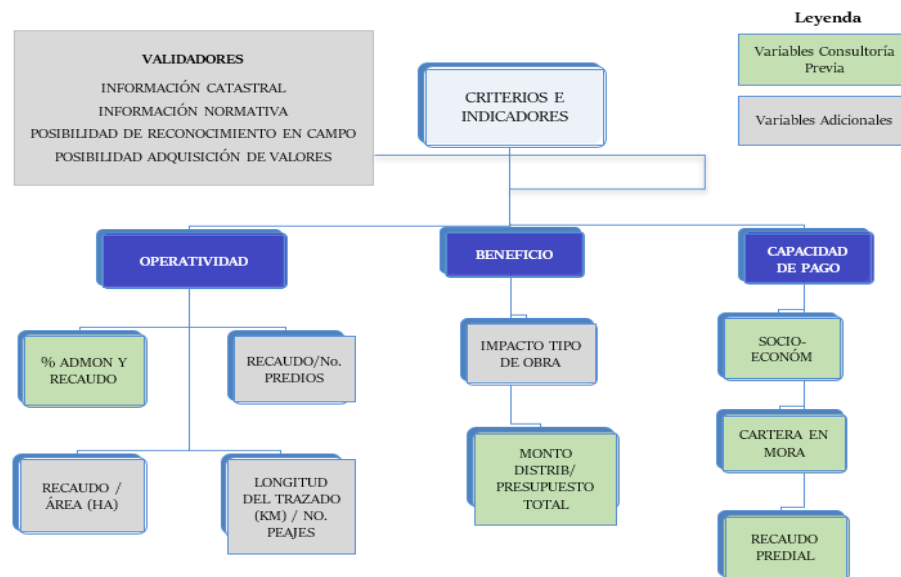 Leyenda
Variables Consultoría
Previa
Variables Adicionales
VALIDADORES
INFORMACIÓN CATASTRAL
INFORMACIÓN NORMATIVA
POSIBILIDAD DE RECONOCIMIENTO EN CAMPO
POSIBILIDAD ADQUISICIÓN DE VALORES
CRITERIOS E
INDICADORES
OPERATIVIDAD
BENEFICIO
CAPACIDAD
DE PAGO
% ADMON Y
RECAUDO
RECAUDO/No.
PREDIOS
RECAUDO /
ÁREA (HA)
LONGITUD
DEL TRAZADO
(KM) / NO.
PEAJES
IMPACTO TIPO
DE OBRA
MONTO
DISTRIB/
PRESUPUESTO
TOTAL
SOCIO-
ECONÓM
CARTERA EN
MORA
RECAUDO
PREDIAL